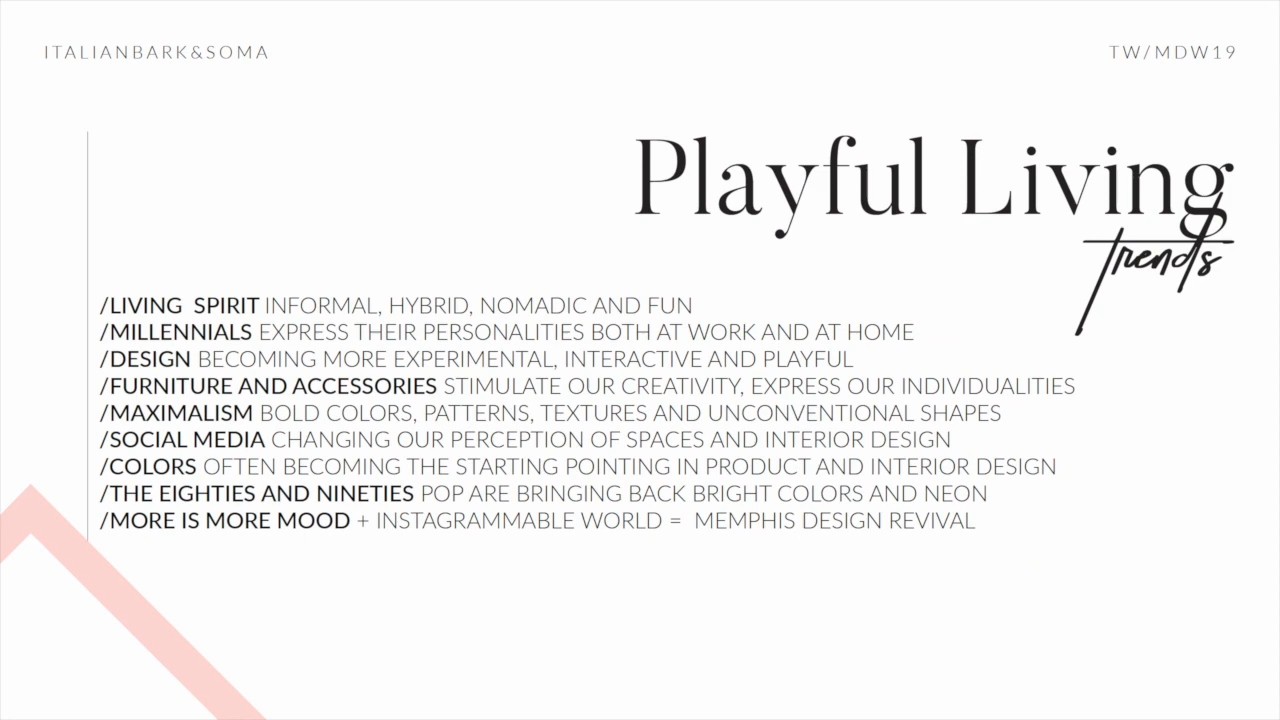 ITALIANBARK&SOMA
TW/MDW19
Playful Living
trends
/LIVING SPIRIT INFORMAL, HYBRID, NOMADIC AND FUN
/MILLENNIALS EXPRESS THEIR PERSONALITIES BOTH AT WORK AND AT HOME
/DESIGN BECOMING MORE EXPERIMENTAL, INTERACTIVE AND PLAYFUL
/FURNITURE AND ACCESSORIES STIMULATE OUR CREATIVITY, EXPRESS OUR INDIVIDUALITIES
/MAXIMALISM BOLD COLORS, PATTERNS, TEXTURES AND UNCONVENTIONAL SHAPES
/SOCIAL MEDIA CHANGING OUR PERCEPTION OF SPACES AND INTERIOR DESIGN
/COLORS OFTEN BECOMING THE STARTING POINTING IN PRODUCT AND INTERIOR DESIGN
/THE EIGHTIES AND NINETIES POP ARE BRINGING BACK BRIGHT COLORS AND NEON
/MORE IS MORE MOOD + INSTAGRAMMABLE WORLD = MEMPHIS DESIGN REVIVAL